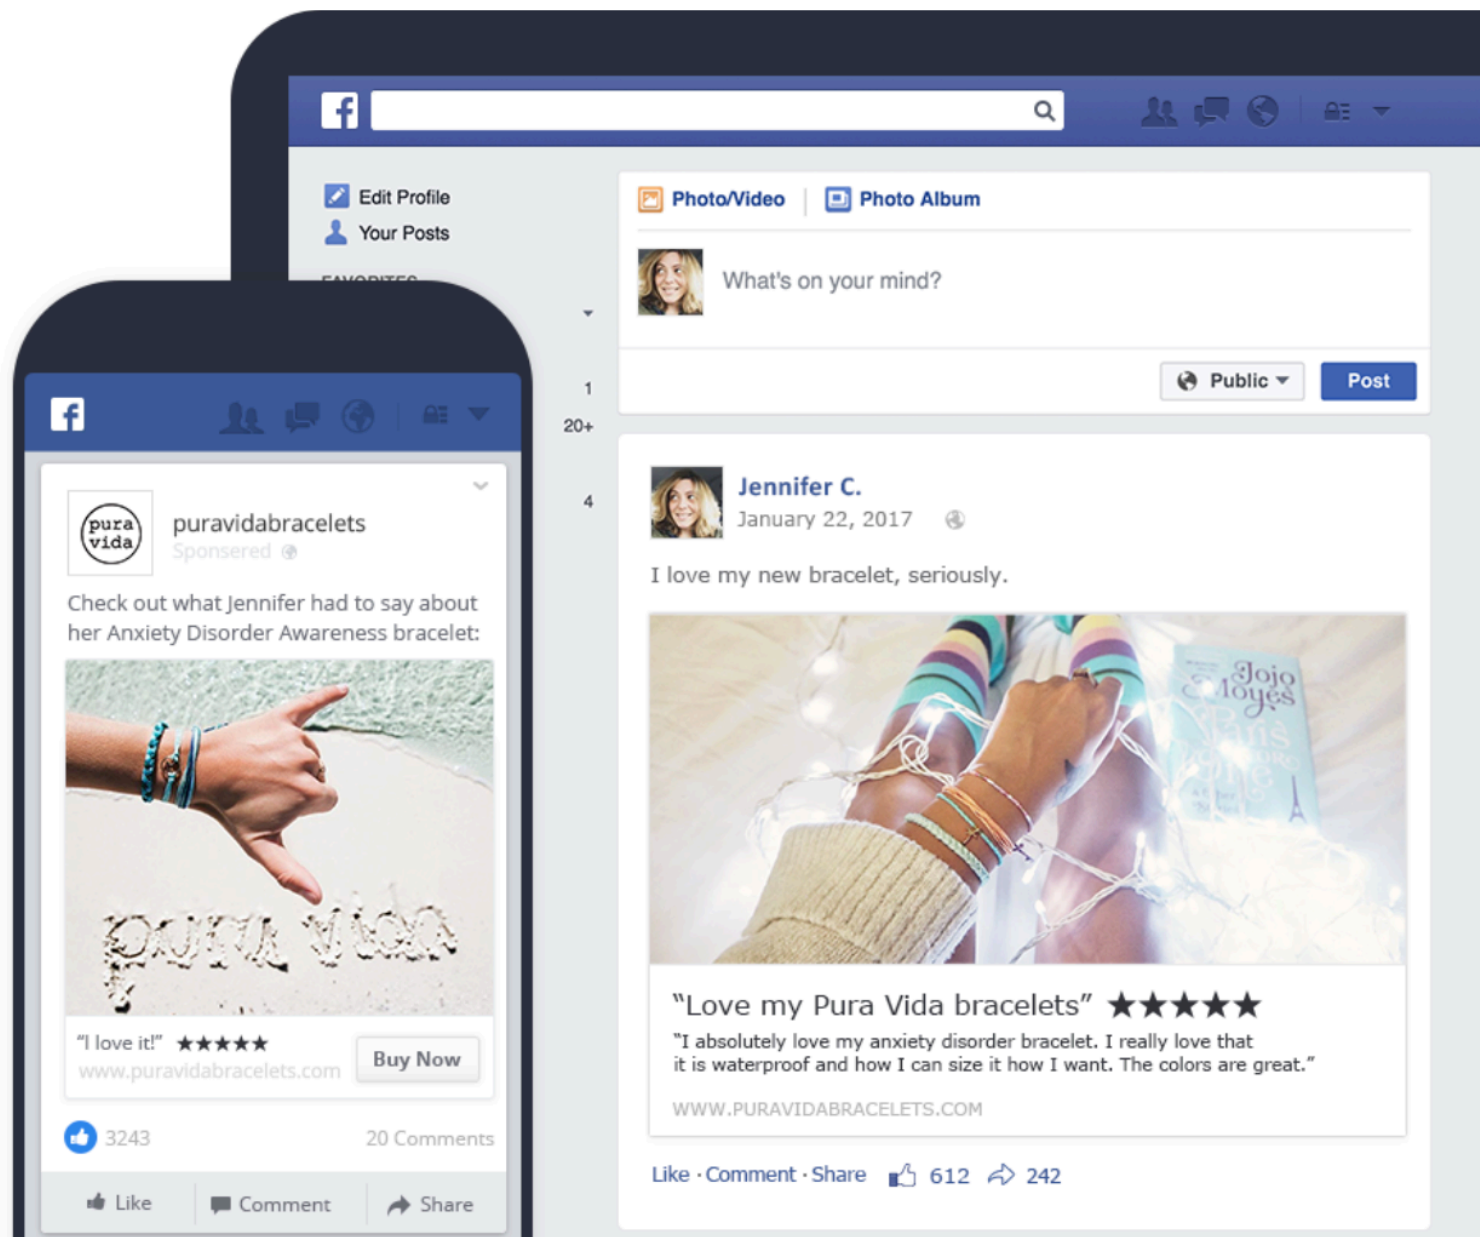 Edit Profile
Your Posts
FAVORITES
1
20+
4
Photo/Video
Photo Album
What's on your mind?
Public
Post
Jennifer C.
January 22, 2017
I love my new bracelet, seriously.
Jojo
Moyes
Paris
One
“Love my Pura Vida bracelets” ★★★★★
“I absolutely love my anxiety disorder bracelet. I really love that
it is waterproof and how I can size it how I want. The colors are great.”
WWW.PURAVIDABRACELETS.COM
Like · Comment · Share 612 242
f
pura
vida
puravidabracelets
Sponsered
Check out what Jennifer had to say about
her Anxiety Disorder Awareness bracelet:
pura vida
“I love it!” ★★★★★
www.puravidabracelets.com
Buy Now
3243
20 Comments
Like
Comment
Share